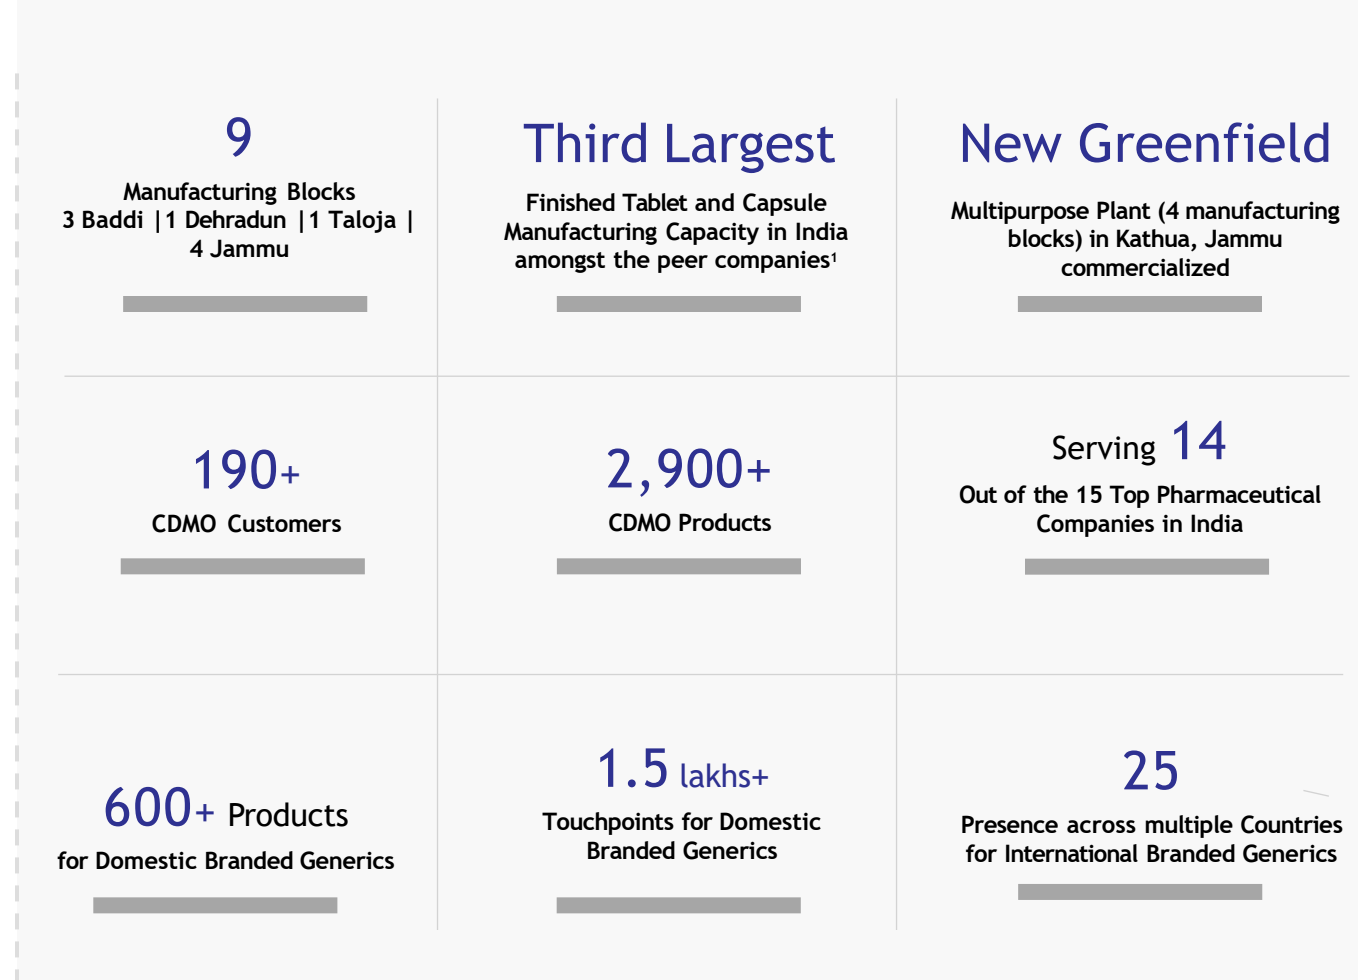 9
Manufacturing Blocks
3 Baddi |1 Dehradun |1 Taloja |
4 Jammu
Third Largest
Finished Tablet and Capsule
Manufacturing Capacity in India
amongst the peer companies¹
New Greenfield
Multipurpose Plant (4 manufacturing
blocks) in Kathua, Jammu
commercialized
190+
CDMO Customers
2,900+
CDMO Products
Serving 14
Out of the 15 Top Pharmaceutical
Companies in India
600+ Products
for Domestic Branded Generics
1.5 lakhs+
Touchpoints for Domestic
Branded Generics
25
Presence across multiple Countries
for International Branded Generics